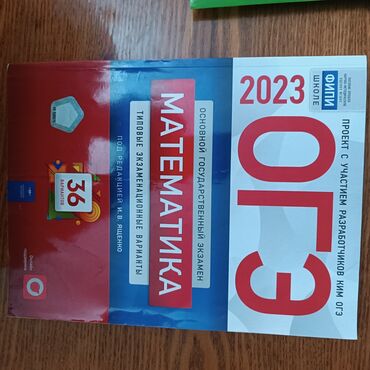 ФИПИ
ШКОЛЕ
2023
ПРОЕКТ С УЧАСТИЕМ РАЗРАБОТЧИКОВ КИМ ОГЭ
ОГЭ
ОСНОВНОЙ ГОСУДАРСТВЕННЫЙ ЭКЗАМЕН
МАТЕМАТИКА
ТИПОВЫЕ ЭКЗАМЕНАЦИОННЫЕ ВАРИАНТЫ
ПОД РЕДАКЦИЕЙ И. В. ЯЩЕНКО
36
ВАРИАНТОВ